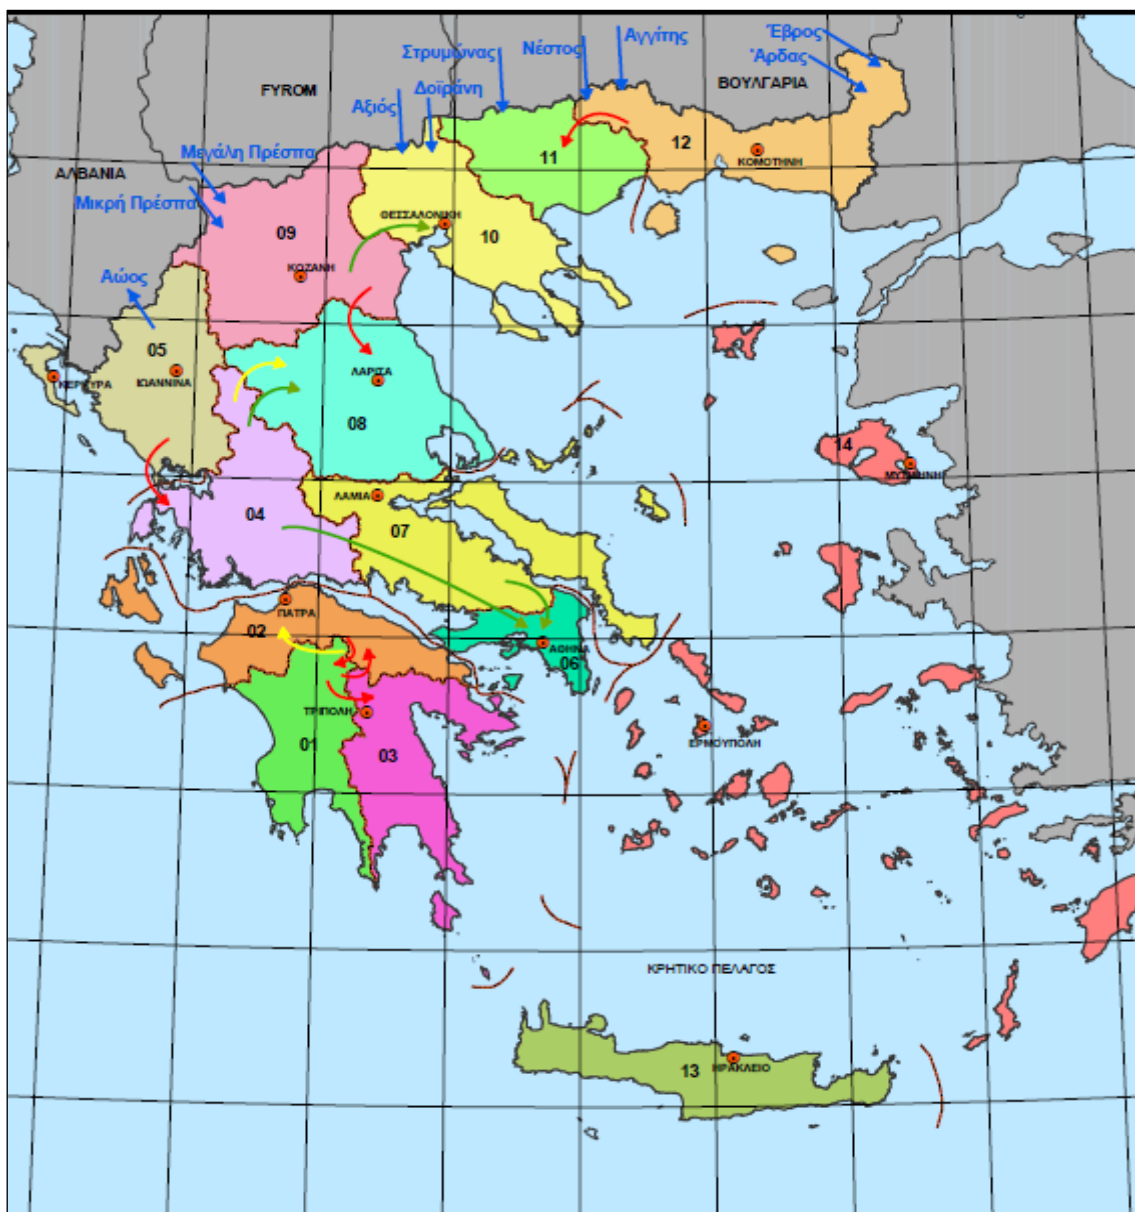 Έβρος
Άρδας
Αγγίτης
Νέστος
Στρυμώνας
Δοϊράνη
Αξιός
FYROM
ΒΟΥΛΓΑΡΙΑ
ΑΛΒΑΝΙΑ
Μεγάλη Πρέσπα
Μικρή Πρέσπα
Αώος
12
ΚΟΜΟΤΗΝΗ
11
10
ΘΕΣΣΑΛΟΝΙΚΗ
09
ΚΟΖΑΝΗ
05
ΙΩΑΝΝΙΝΑ
ΚΕΡΚΥΡΑ
ΛΑΡΙΣΑ
08
14
ΜΥΤΙΛΗΝΗ
ΛΑΜΙΑ
04
07
ΠΑΤΡΑ
02
ΑΘΗΝΑ
06
ΤΡΙΠΟΛΗ
01
03
ΕΡΜΟΥΠΟΛΗ
ΚΡΗΤΙΚΟ ΠΕΛΑΓΟΣ
13
ΗΡΑΚΛΕΙΟ